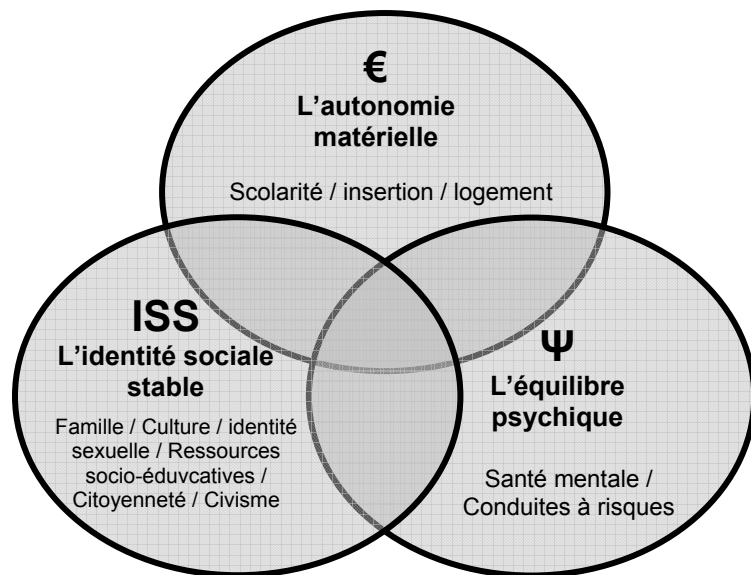 €
L'autonomie
matérielle
Scolarité / insertion / logement
ISS
L'identité sociale
stable
Famille / Culture / identité
sexuelle / Ressources
socio-éduvcatives /
Citoyenneté / Civisme
Ψ
L'équilibre
psychique
Santé mentale /
Conduites à risques